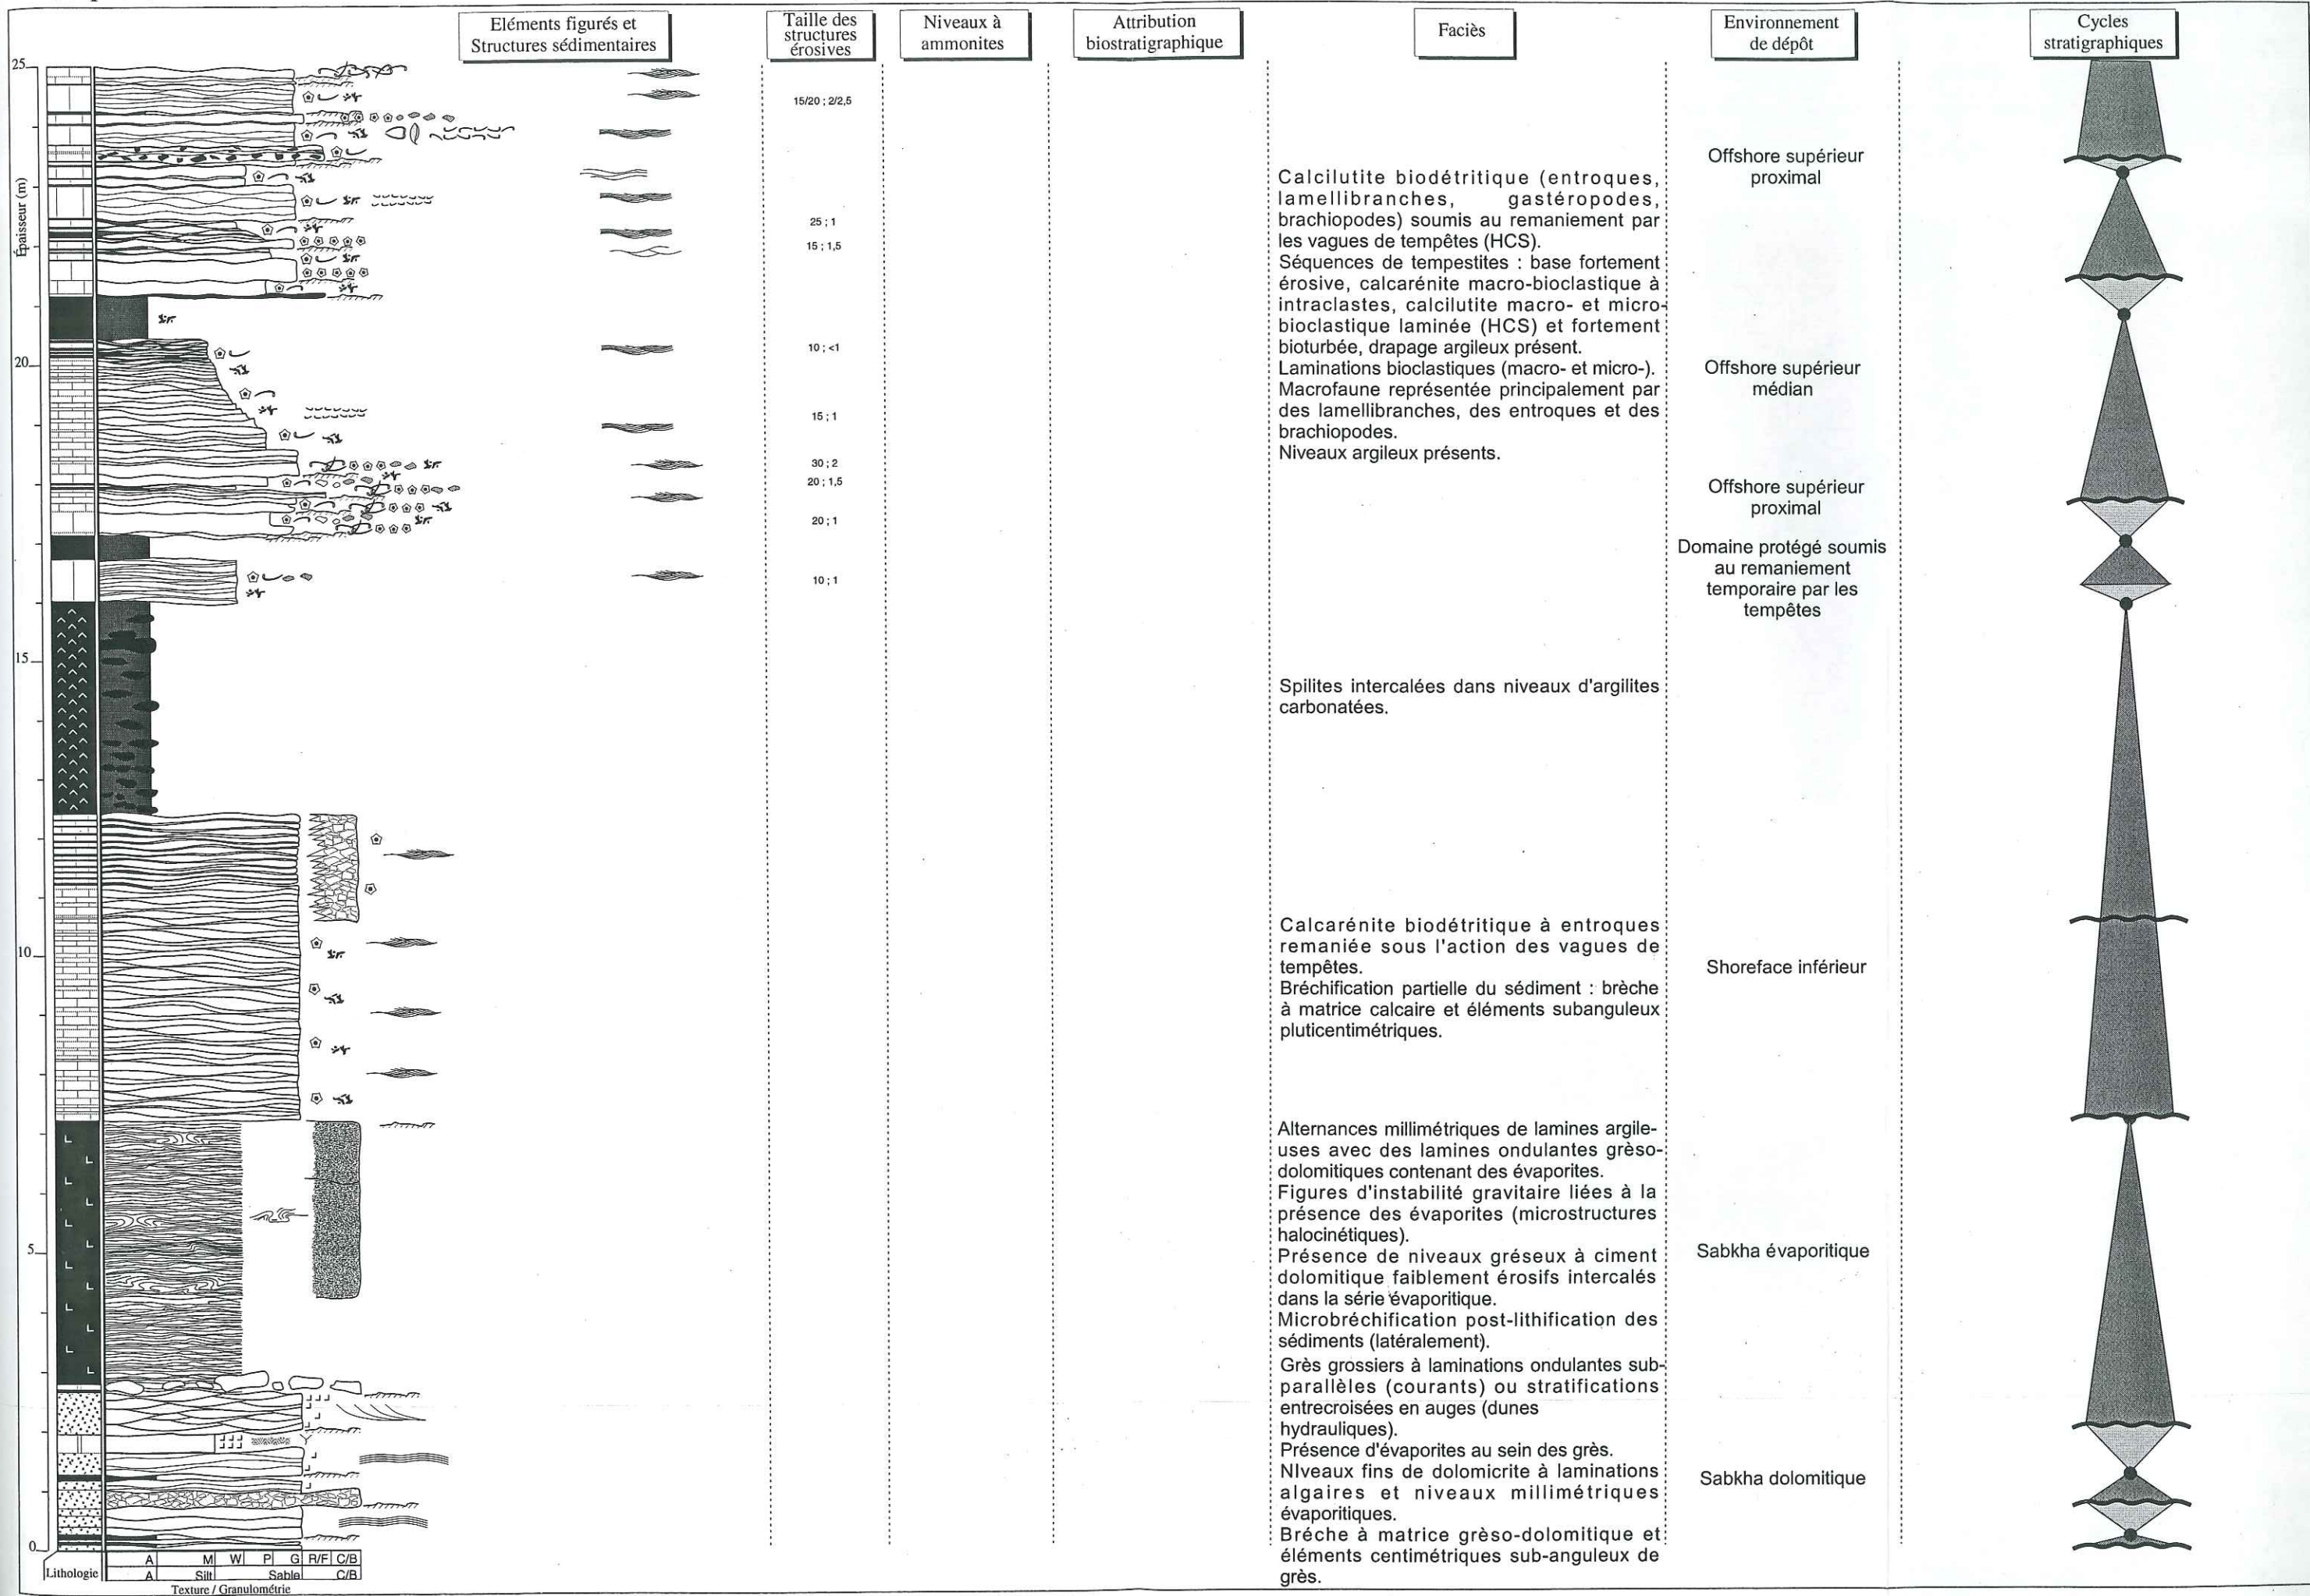 Eléments figurés et
Structures sédimentaires
Taille des
structures
érosives
Niveaux à
ammonites
Attribution
biostratigraphique
Faciès
Environnement
de dépôt
Cycles
stratigraphiques
25
Épaisseur (m)
20
15
10
5
0
15/20 ; 2/2,5
25 ; 1
15 ; 1,5
10 ; <1
15 ; 1
30 ; 2
20 ; 1,5
20 ; 1
10 ; 1
Calcilutite biodétritique (entroques,
lamellibranches, gastéropodes,
brachiopodes) soumis au remaniement par
les vagues de tempêtes (HCS).
Séquences de tempestites : base fortement
érosive, calcarénite macro-bioclastique à
intraclastes, calcilutite macro- et micro-
bioclastique laminée (HCS) et fortement
bioturbée, drapage argileux présent.
Laminations bioclastiques (macro- et micro-).
Macrofaune représentée principalement par
des lamellibranches, des entroques et des
brachiopodes.
Niveaux argileux présents.
Spilites intercalées dans niveaux d'argilites
carbonatées.
Calcarénite biodétritique à entroques
remaniée sous l'action des vagues de
tempêtes.
Bréchification partielle du sédiment : brèche
à matrice calcaire et éléments subanguleux
pluticentimétriques.
Alternances millimétriques de lamines argile-
uses avec des lamines ondulantes grèso-
dolomitiques contenant des évaporites.
Figures d'instabilité gravitaire liées à la
présence des évaporites (microstructures
halocinétiques).
Présence de niveaux gréseux à ciment
dolomitique faiblement érosifs intercalés
dans la série évaporitique.
Microbréchification post-lithification des
sédiments (latéralement).
Grès grossiers à laminations ondulantes sub-
parallèles (courants) ou stratifications
entrecroisées en auges (dunes
hydrauliques).
Présence d'évaporites au sein des grès.
NIveaux fins de dolomicrite à laminations
algaires et niveaux millimétriques
évaporitiques.
Bréche à matrice grèso-dolomitique et
éléments centimétriques sub-anguleux de
grès.
Offshore supérieur
proximal
Offshore supérieur
médian
Offshore supérieur
proximal
Domaine protégé soumis
au remaniement
temporaire par les
tempêtes
Shoreface inférieur
Sabkha évaporitique
Sabkha dolomitique
Lithologie
A M W P G R/F C/B
A Silt Sable C/B
Texture / Granulométrie